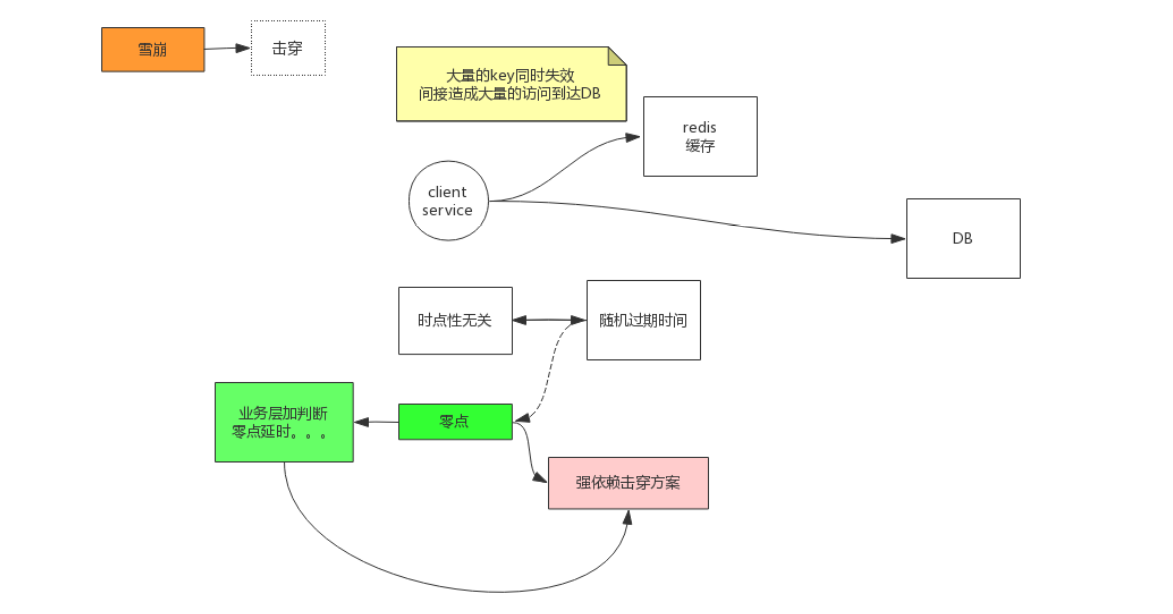 雪崩
击穿
大量的key同时失效
间接造成大量的访问到达DB
redis
缓存
client
service
DB
时点性无关
随机过期时间
业务层加判断
零点延时。。。
零点
强依赖击穿方案